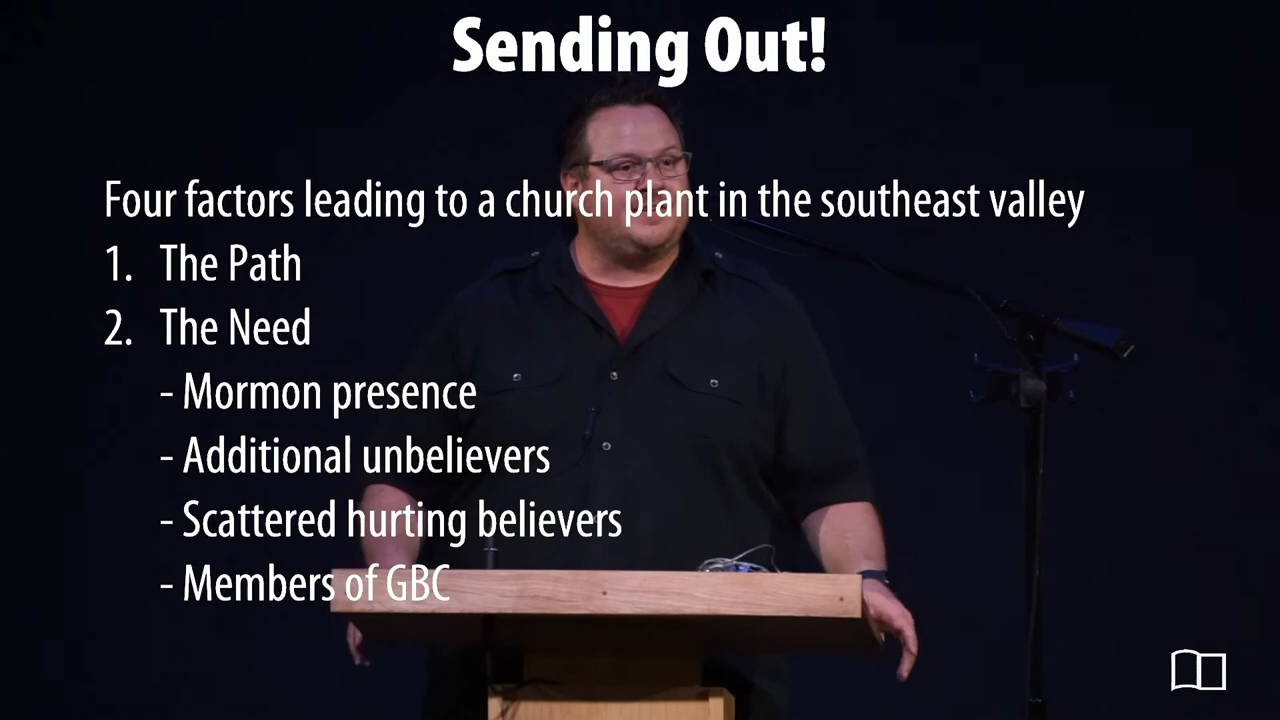 Sending Out!
Four factors leading to a church plant in the southeast valley
1. The Path
2. The Need
- Mormon presence
- Additional unbelievers
- Scattered hurting believers
- Members of GBC